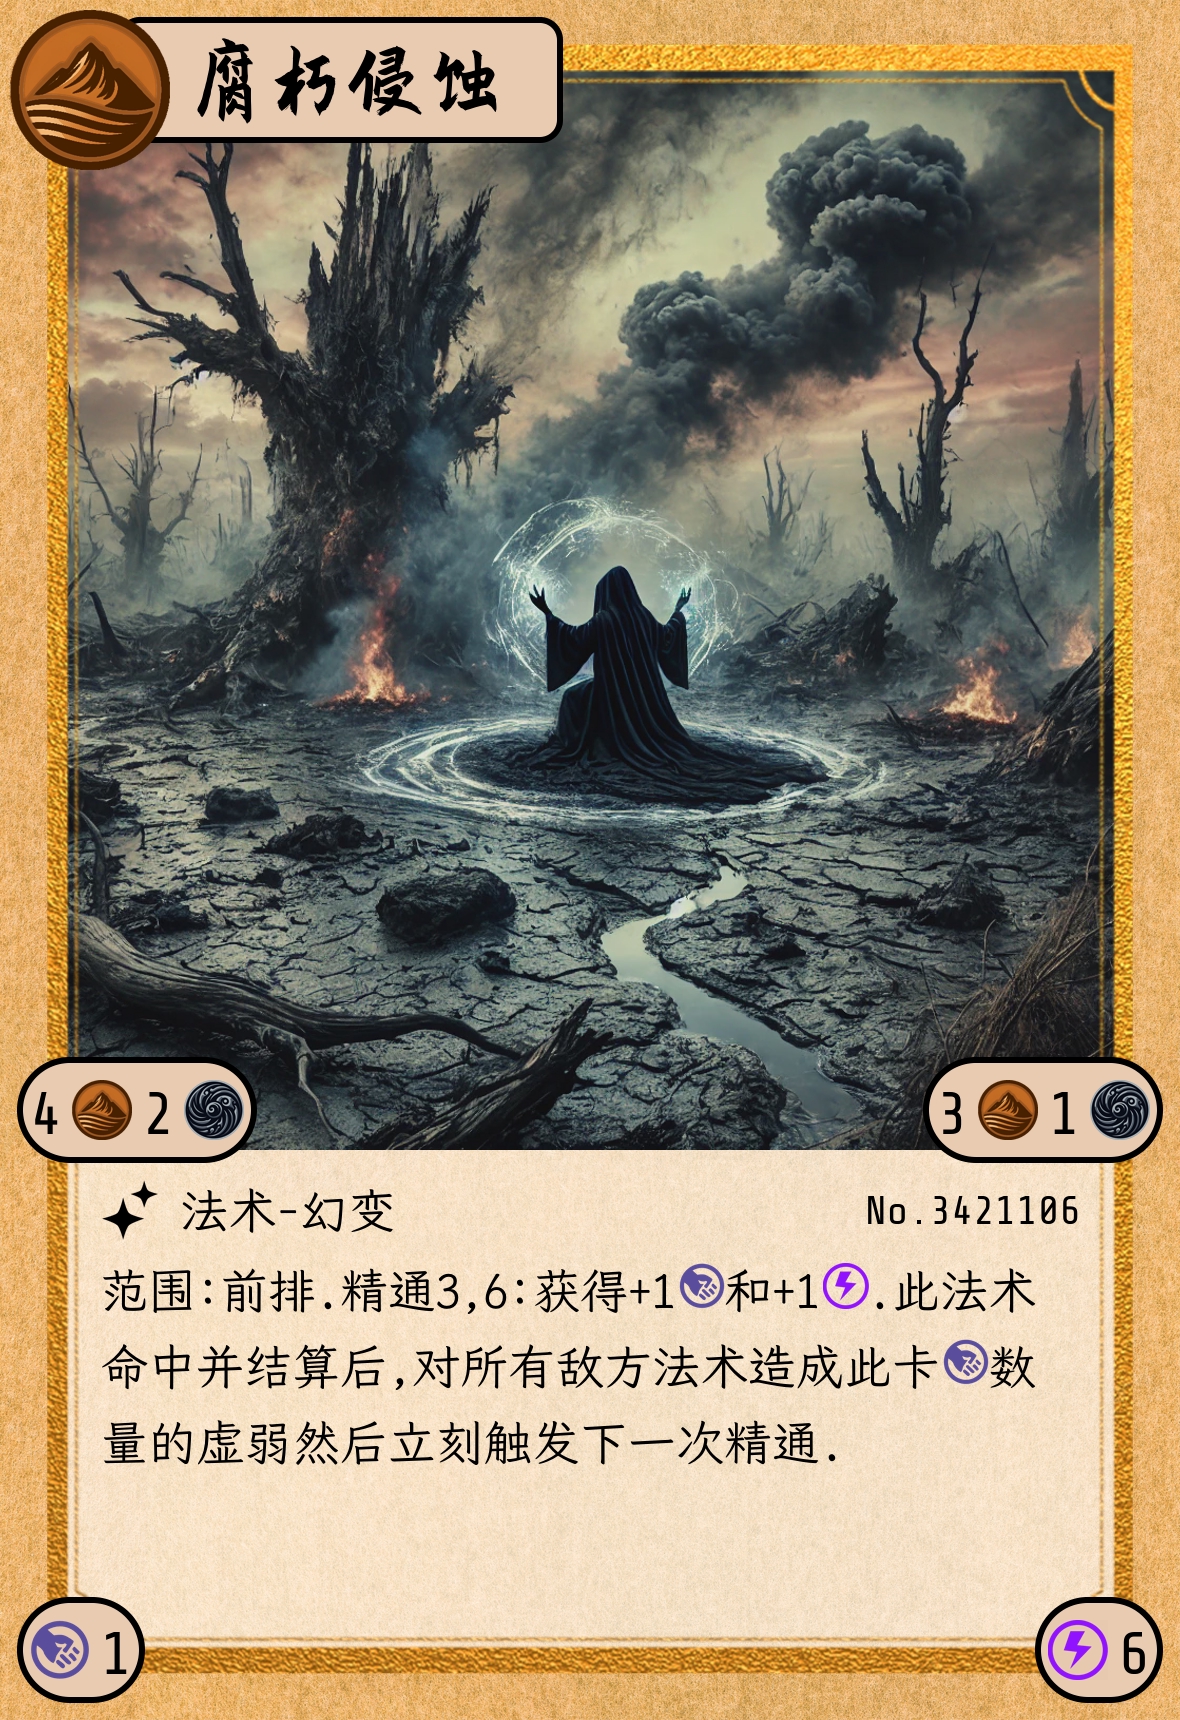 腐朽侵蚀
4 2
3 1
法术-幻变
No.3421106
范围:前排.精通3,6:获得+1和+1.此法术
命中并结算后,对所有敌方法术造成此卡数
量的虚弱然后立刻触发下一次精通.
1
6